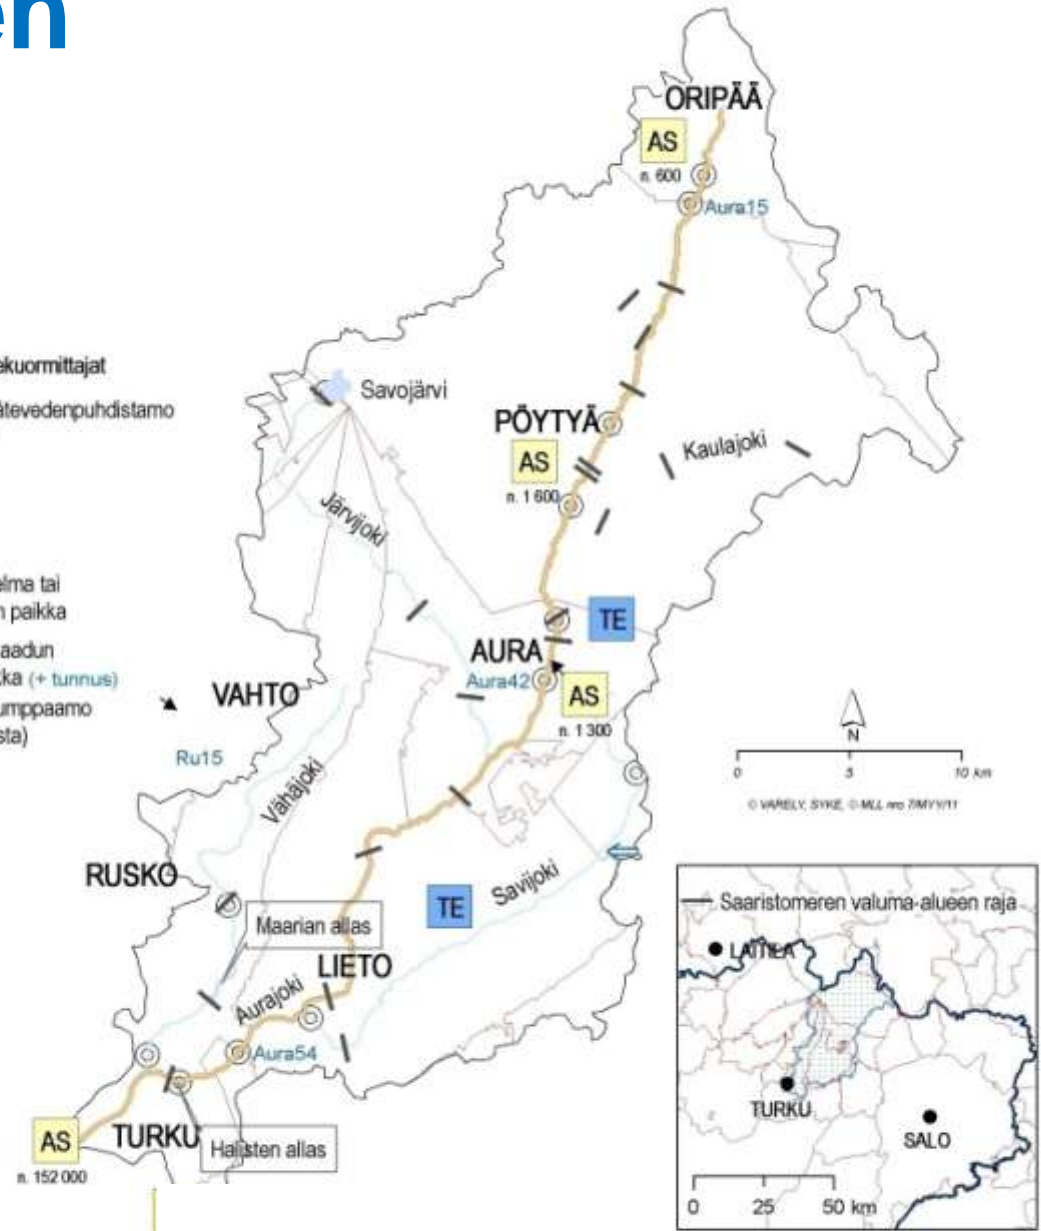 en
ORIPÄÄ
AS
n. 600
Aura15
ekuormittajat
Savojärvi
ätevedenpuhdistamo
PÖYTYÄ
AS
Kaulajoki
n. 1 600
Järvijoki
elma tai
n paikka
TE
aadun
AURA
kka (+ tunnus)
Aura42
AS
VAHTO
umppaamo
sta)
n. 1 300
N
Ru15
0 5 10 km
Vähäjoki
© VARELY, SYKE, © MLL nro 7/MYY/11
RUSKO
Savijoki
TE
Saaristomeren valuma-alueen raja
Maarian allas
LAITILA
LIETO
Aurajoki
Aura54
TURKU
SALO
AS
TURKU
Halisten allas
n. 152 000
0 25 50 km